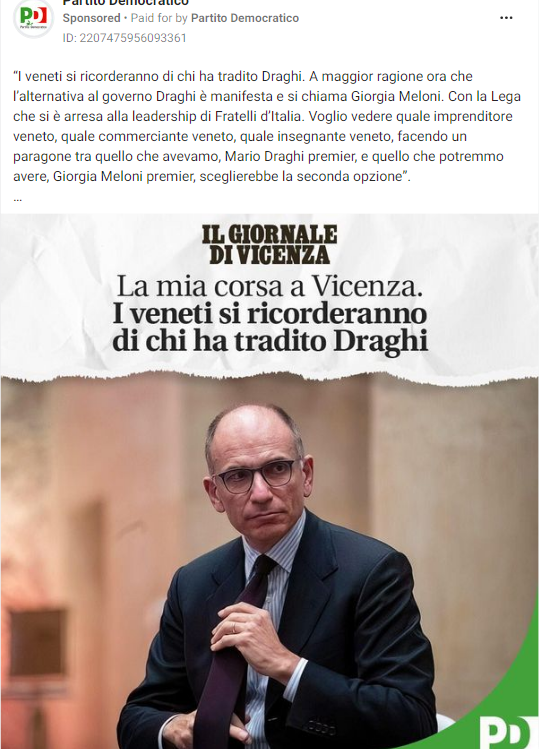 Partito Democratico
Sponsored • Paid for by Partito Democratico
ID: 2207475956093361
“I veneti si ricorderanno di chi ha tradito Draghi. A maggior ragione ora che
l’alternativa al governo Draghi è manifesta e si chiama Giorgia Meloni. Con la Lega
che si è arresa alla leadership di Fratelli d’Italia. Voglio vedere quale imprenditore
veneto, quale commerciante veneto, quale insegnante veneto, facendo un
paragone tra quello che avevamo, Mario Draghi premier, e quello che potremmo
avere, Giorgia Meloni premier, sceglierebbe la seconda opzione”.
...
IL GIORNALE
DI VICENZA
La mia corsa a Vicenza.
I veneti si ricorderanno
di chi ha tradito Draghi
PD